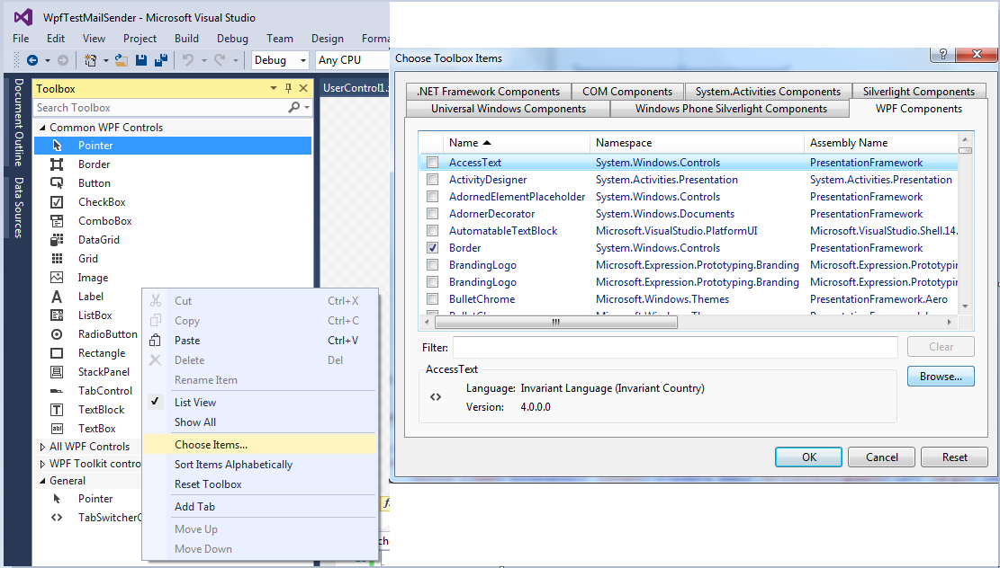 WpfTestMailSender - Microsoft Visual Studio
File Edit View Project Build Debug Team Design Forma
Debug Any CPU
Document Outline
Data Sources
Toolbox
Search Toolbox
Common WPF Controls
Pointer
Border
Button
CheckBox
ComboBox
DataGrid
Grid
Image
Label
ListBox
RadioButton
Rectangle
StackPanel
TabControl
TextBlock
TextBox
All WPF Controls
WPF Toolkit contro
General
Pointer
TabSwitcherC
UserControl1.
Cut Ctrl+X
Copy Ctrl+C
Paste Ctrl+V
Delete Del
Rename Item
List View
Show All
Choose Items...
Sort Items Alphabetically
Reset Toolbox
Add Tab
Move Up
Move Down
ch
Choose Toolbox Items
.NET Framework Components COM Components System.Activities Components Silverlight Components
Universal Windows Components Windows Phone Silverlight Components WPF Components
Name Namespace Assembly Name
AccessText System.Windows.Controls PresentationFramework
ActivityDesigner System.Activities.Presentation System.Activities.Presentation
AdornedElementPlaceholder System.Windows.Controls PresentationFramework
AdornerDecorator System.Windows.Documents PresentationFramework
AutomatableTextBlock Microsoft.VisualStudio.PlatformUI Microsoft.VisualStudio.Shell.14.
Border System.Windows.Controls PresentationFramework
BrandingLogo Microsoft.Expression.Prototyping.Branding Microsoft.Expression.Prototypin
BrandingLogo Microsoft.Expression.Prototyping.Branding Microsoft.Expression.Prototypin
BulletChrome Microsoft.Windows.Themes PresentationFramework.Aero
Filter:
Clear
AccessText
Language: Invariant Language (Invariant Country)
Version: 4.0.0.0
Browse...
OK Cancel Reset